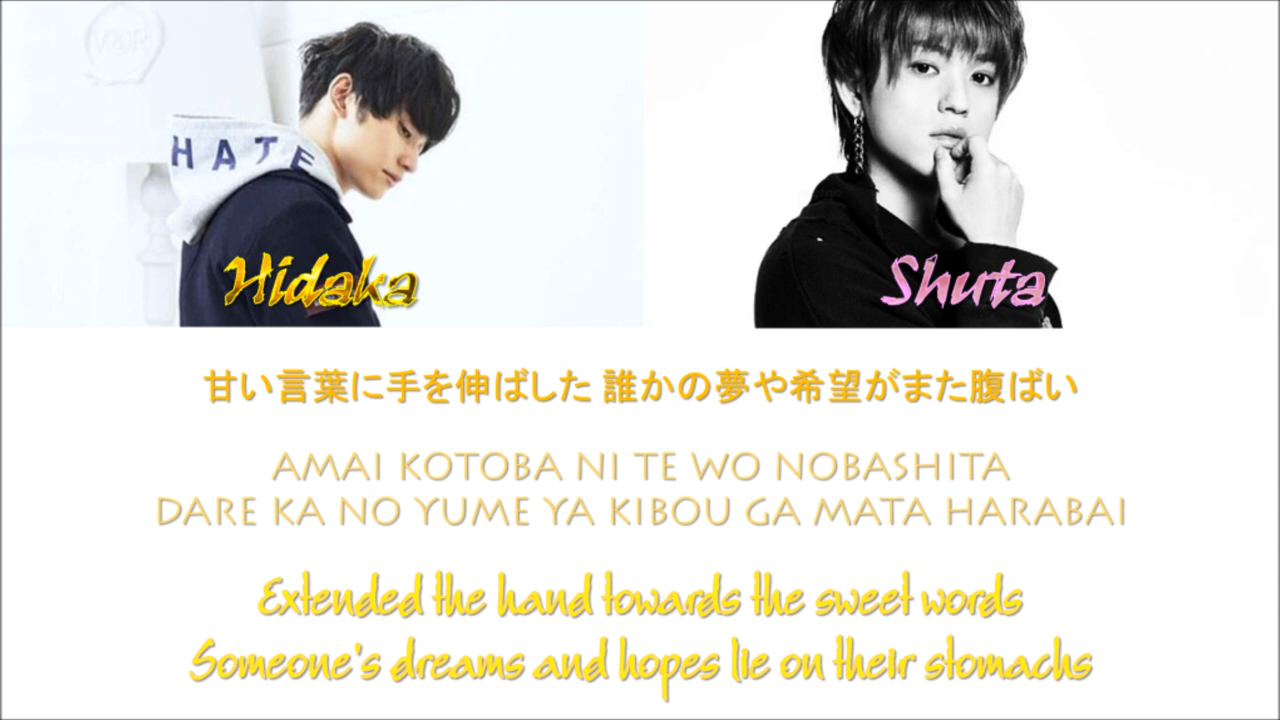 HATE
Hidaka
Shuta
甘い言葉に手を伸ばした 誰かの夢や希望がまた腹ばい
AMAI KOTOBA NI TE WO NOBASHITA
DARE KA NO YUME YA KIBOU GA MATA HARABAI
Extended the hand towards the sweet words
Someone's dreams and hopes lie on their stomachs